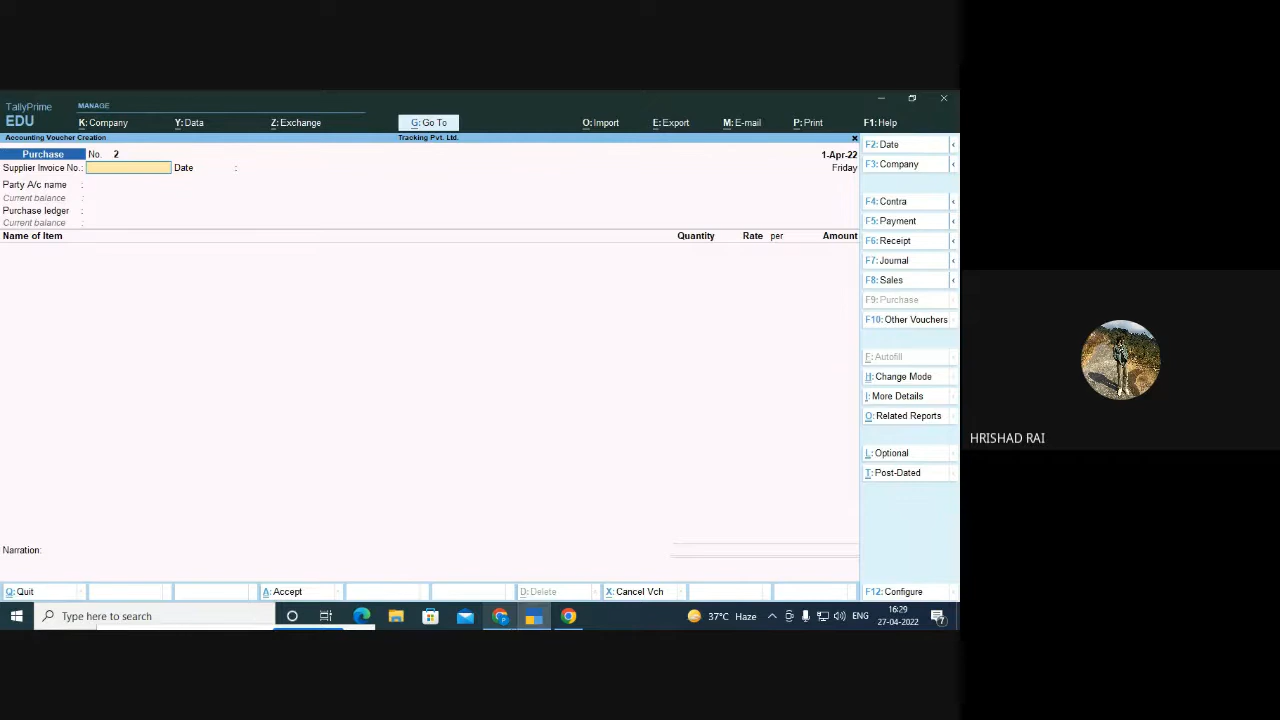 TallyPrime
EDU
MANAGE
K: Company
Y: Data
Z: Exchange
G: Go To
O: Import
E: Export
M: E-mail
P: Print
F1: Help
Accounting Voucher Creation
Tracking Pvt. Ltd.
Purchase No. 2
1-Apr-22
Supplier Invoice No.: Date :
Friday
Party A/c name :
Current balance :
Purchase ledger :
Current balance :
Name of Item Quantity Rate per Amount
Narration:
F2: Date
F3: Company
F4: Contra
F5: Payment
F6: Receipt
F7: Journal
F8: Sales
F9: Purchase
F10: Other Vouchers
F: Autofill
H: Change Mode
I: More Details
O: Related Reports
L: Optional
T: Post-Dated
Q: Quit
A: Accept
D: Delete
X: Cancel Vch
F12: Configure
Type here to search
37°C Haze
ENG
16:29
27-04-2022
7
HRISHAD RAI